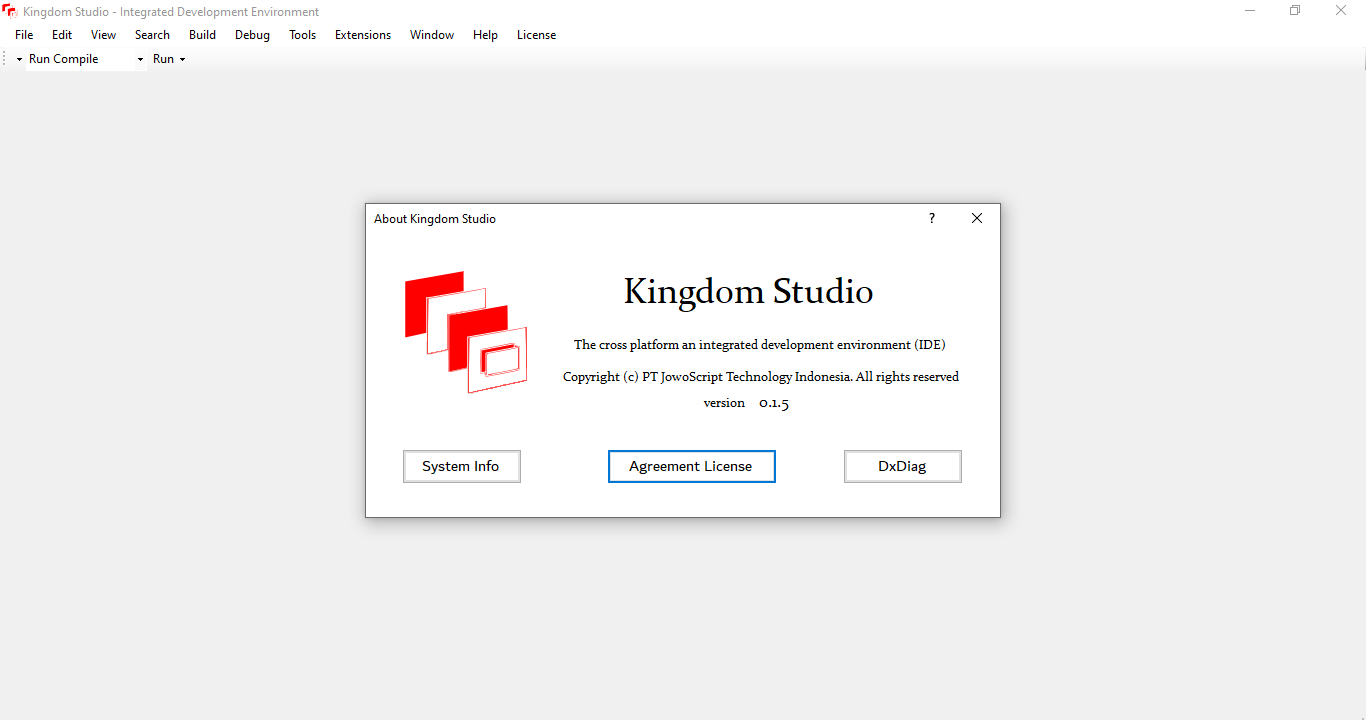 Kingdom Studio - Integrated Development Environment
File Edit View Search Build Debug Tools Extensions Window Help License
Run Compile Run
About Kingdom Studio ?
Kingdom Studio
The cross platform an integrated development environment (IDE)
Copyright (c) PT JowoScript Technology Indonesia. All rights reserved
version 0.1.5
System Info Agreement License DxDiag